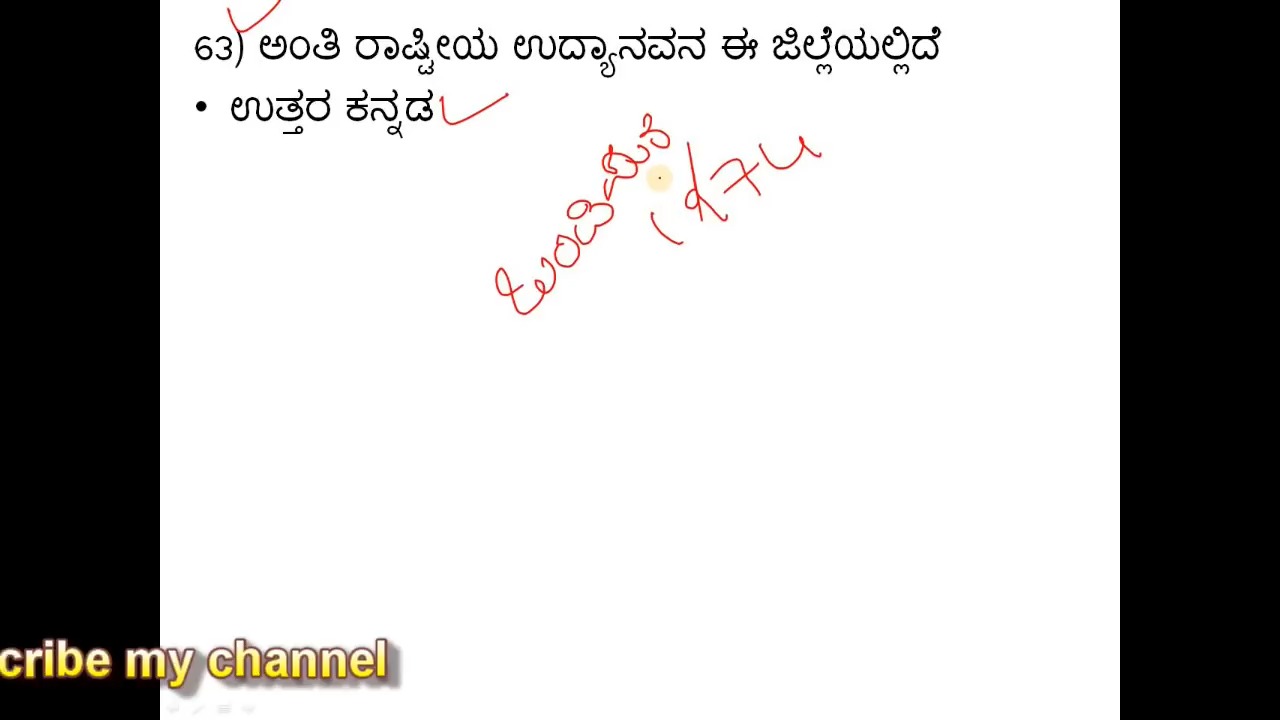 63) ಅಂತಿ ರಾಷ್ಟೀಯ ಉದ್ಯಾನವನ ಈ ಜಿಲ್ಲೆಯಲ್ಲಿದೆ
• ಉತ್ತರ ಕನ್ನಡ
1974
cribe my channel